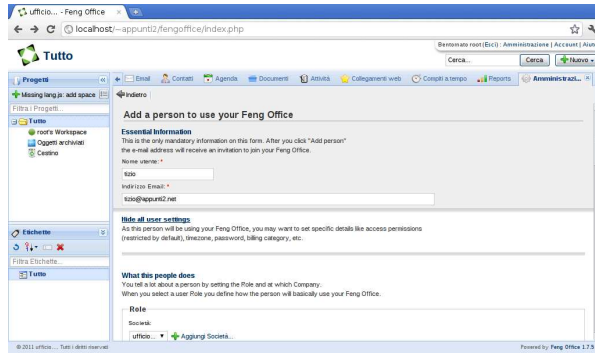 ufficio... - Feng Office
localhost/~appunti2/fengoffice/index.php
Bentornato root (Esci) : Amministrazione | Account | Aiut
Tutto
Cerca...
Cerca
Nuovo
Progetti
Email
Contatti
Agenda
Documenti
Attività
Collegamenti web
Compiti a tempo
Reports
Amministrazi...
Missing lang.js: add space
Indietro
Filtra i Progetti...
Tutto
root's Workspace
Oggetti archiviati
Cestino
Add a person to use your Feng Office
Essential Information
This is the only mandatory information on this form. After you click "Add person"
the e-mail address will receive an invitation to join your Feng Office.
Nome utente: *
tizio
Indirizzo Email: *
tizio@appunti2.net
Hide all user settings
As this person will be using your Feng Office, you may want to set specific details like access permissions
(restricted by default), timezone, password, billing category, etc.
Etichette
Filtra Etichette...
Tutto
What this people does
You tell a lot about a person by setting the Role and at which Company.
When you select a user Role you define how the person will basically use your Feng Office.
Role
Società:
ufficio...
Aggiungi Società...
© 2011 ufficio..., Tutti i diritti riservati
Powered by Feng Office 1.7.5